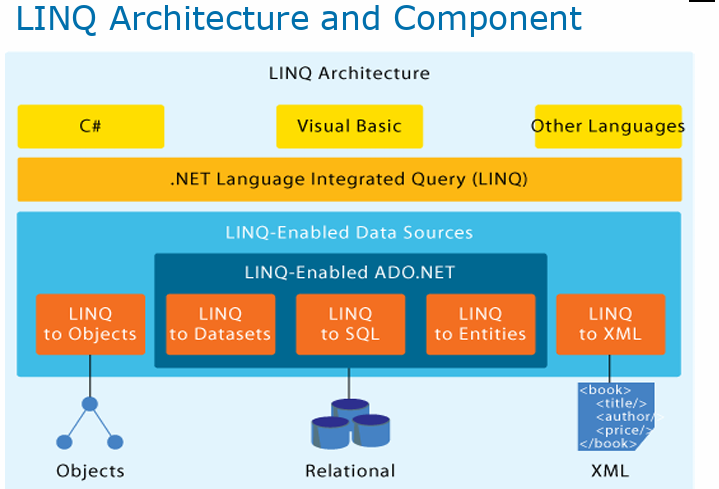 LINQ Architecture and Component
LINQ Architecture
C#
Visual Basic
Other Languages
.NET Language Integrated Query (LINQ)
LINQ-Enabled Data Sources
LINQ-Enabled ADO.NET
LINQ
to Objects
LINQ
to Datasets
LINQ
to SQL
LINQ
to Entities
LINQ
to XML
<book>
<title/>
<author/>
<price/>
</book>
Objects
Relational
XML